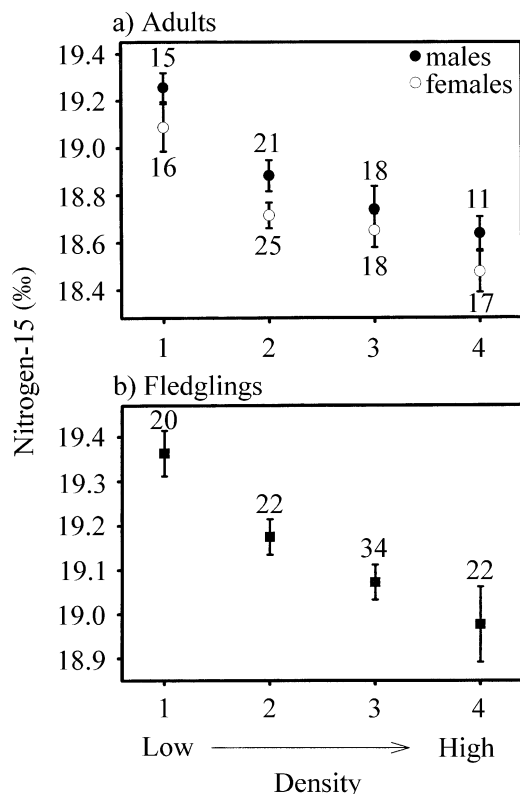 a) Adults
19.4
19.2
19.0
18.8
18.6
18.4
15
16
21
25
18
18
11
17
males
females
1 2 3 4
Nitrogen-15 (‰)
b) Fledglings
19.4
19.3
19.2
19.1
19.0
18.9
20
22
34
22
1 2 3 4
Low High
Density